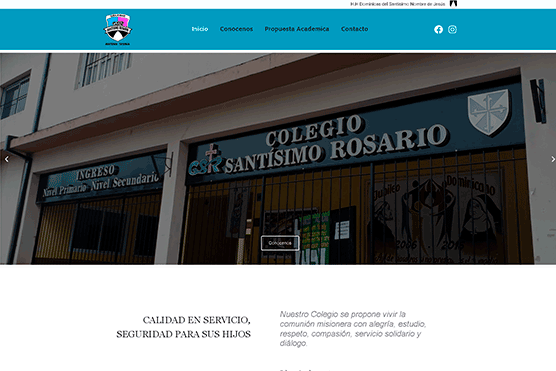 H.H Dominicas del Santísimo Nombre de Jesús
Inicio Conocenos Propuesta Academica Contacto
COLEGIO
SANTÍSIMO ROSARIO
CSR
INGRESO
Nivel Primario Nivel Secundario
Conocenos
CALIDAD EN SERVICIO,
SEGURIDAD PARA SUS HIJOS
Nuestro Colegio se propone vivir la
comunión misionera con alegría, estudio,
respeto, compasión, servicio solidario y
diálogo.